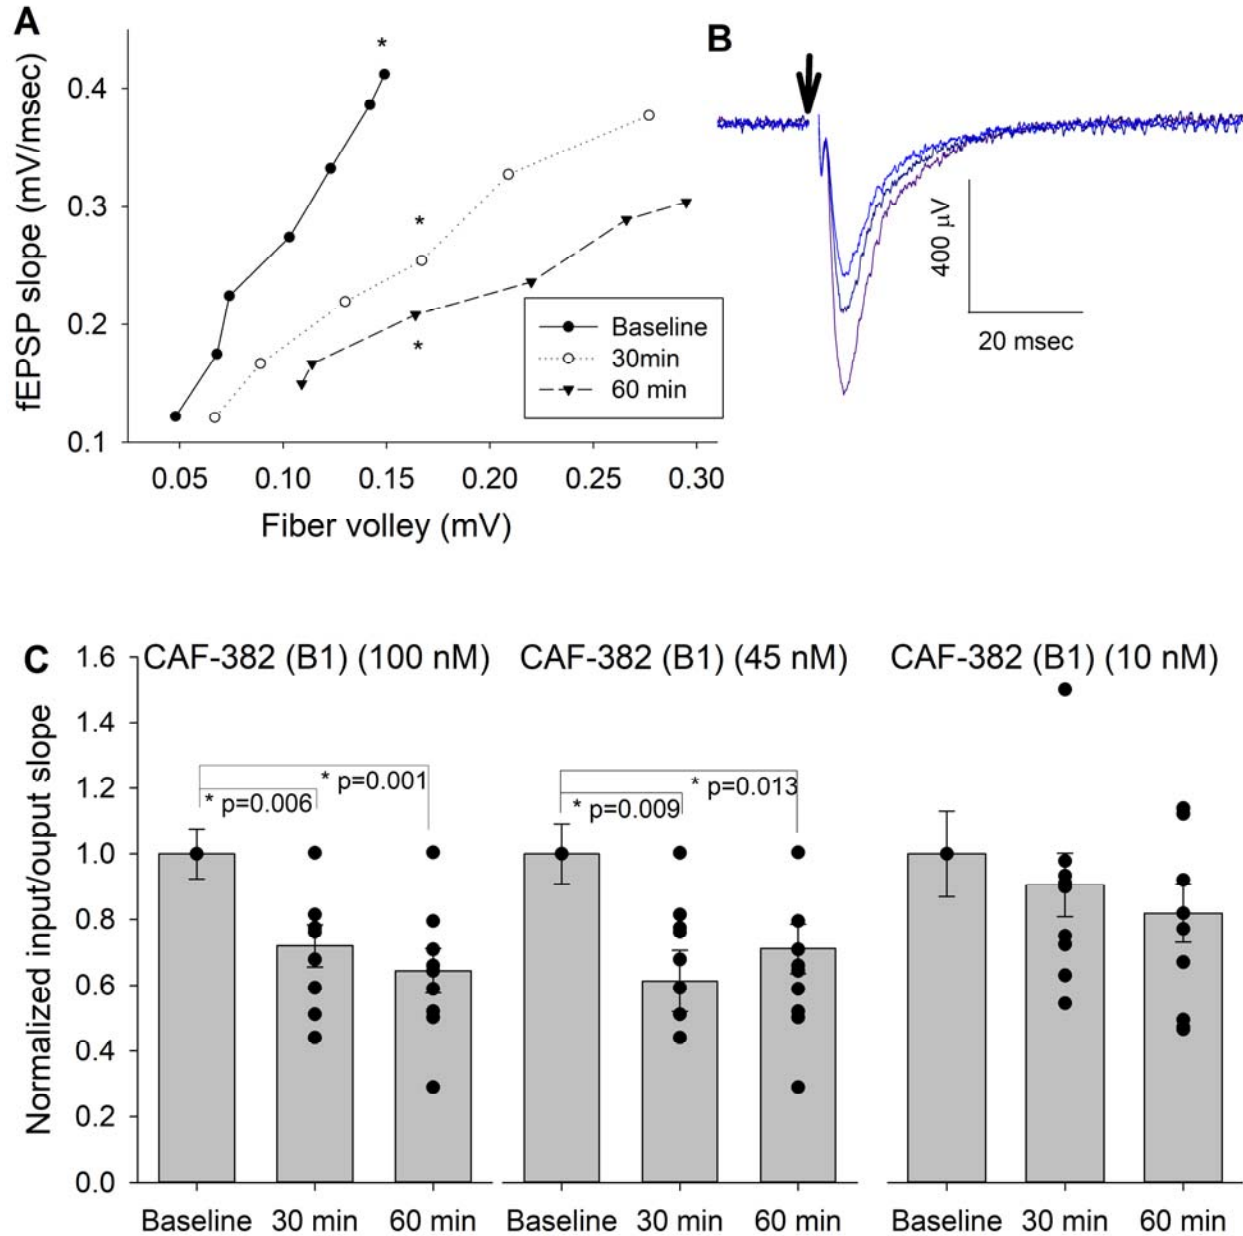 A
*
fEPSP slope (mV/msec)
0.4
0.3
0.2
0.1
*
*
Baseline
30min
60 min
0.05 0.10 0.15 0.20 0.25 0.30
Fiber volley (mV)
B
400 μV
20 msec
C
Normalized input/ouput slope
1.6
1.4
1.2
1.0
0.8
0.6
0.4
0.2
0.0
CAF-382 (B1) (100 nM)
* p=0.001
* p=0.006
Baseline 30 min 60 min
CAF-382 (B1) (45 nM)
* p=0.013
* p=0.009
Baseline 30 min 60 min
CAF-382 (B1) (10 nM)
Baseline 30 min 60 min